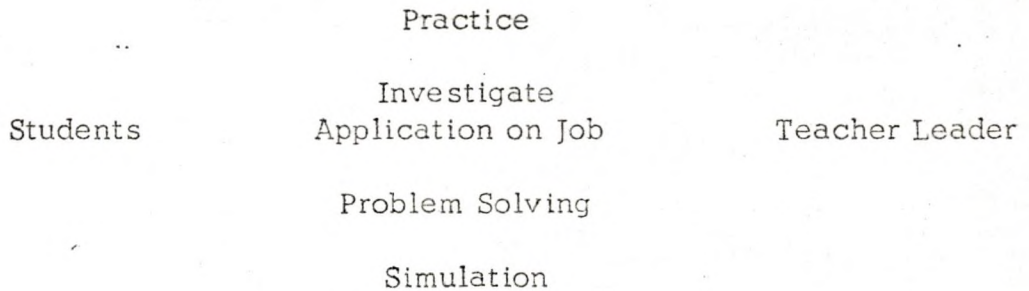 Practice
Investigate
Students Application on Job Teacher Leader
Problem Solving
Simulation